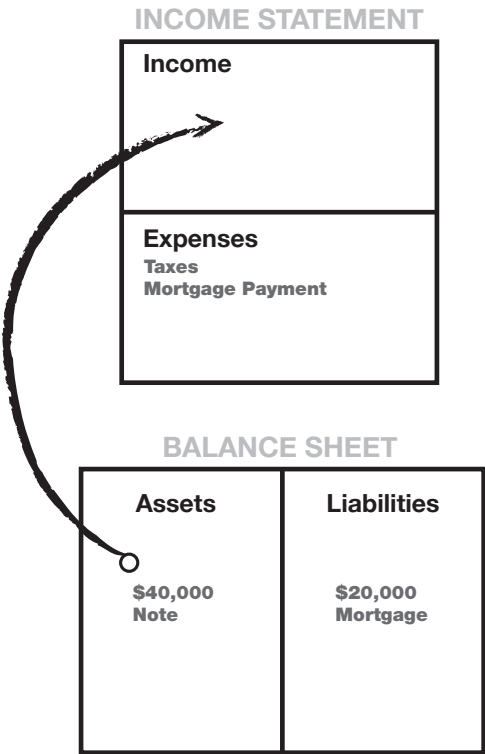 INCOME STATEMENT
Income
Expenses
Taxes
Mortgage Payment
BALANCE SHEET
Assets
Liabilities
$40,000
Note
$20,000
Mortgage